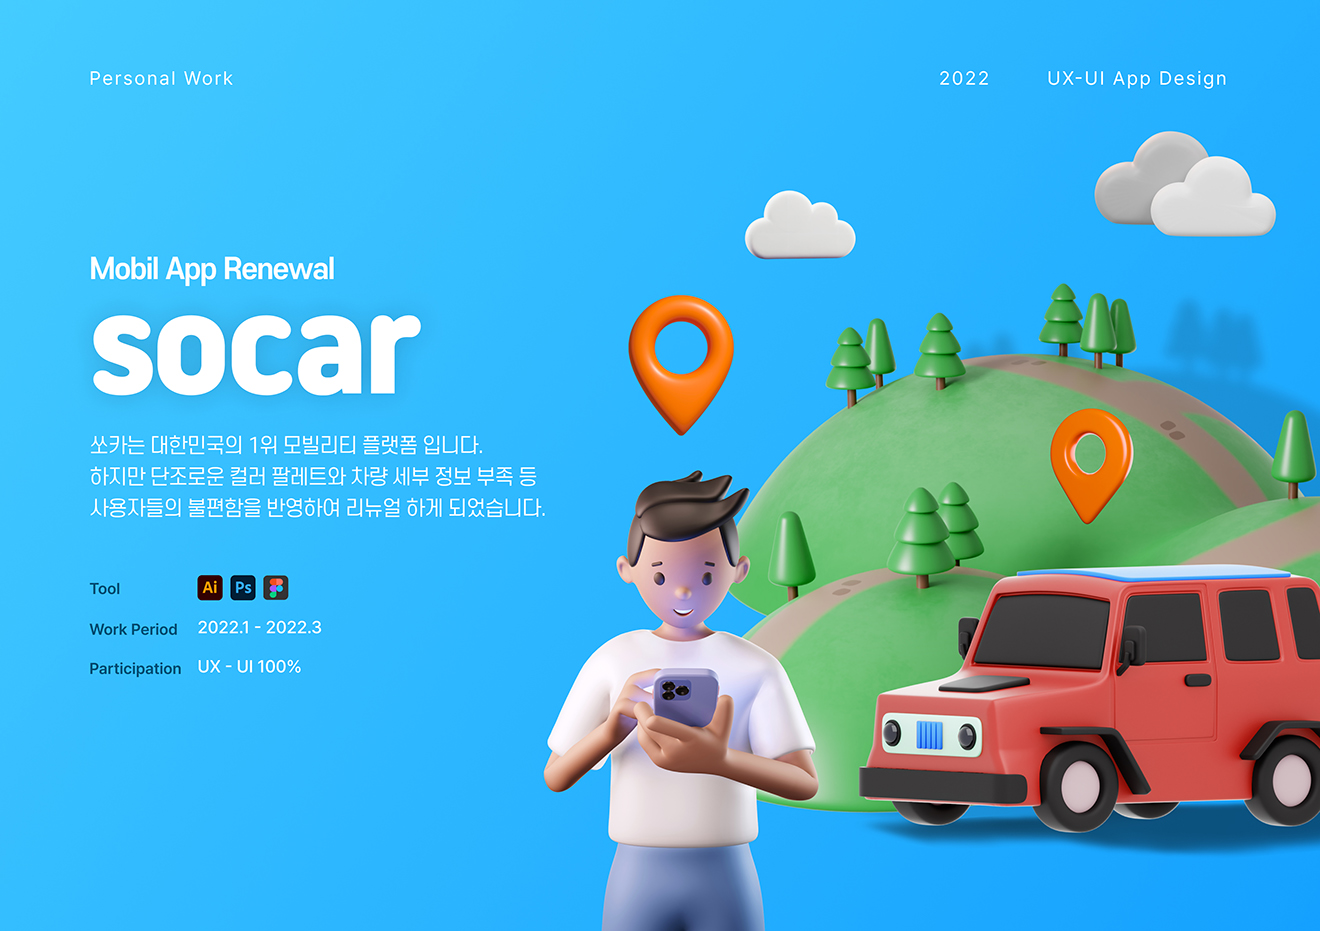 Personal Work
2022
UX-UI App Design
Mobil App Renewal
socar
쏘카는 대한민국의 1위 모빌리티 플랫폼 입니다.
하지만 단조로운 컬러 팔레트와 차량 세부 정보 부족 등
사용자들의 불편함을 반영하여 리뉴얼 하게 되었습니다.
Tool Ai Ps
Work Period 2022.1 - 2022.3
Participation UX - UI 100%